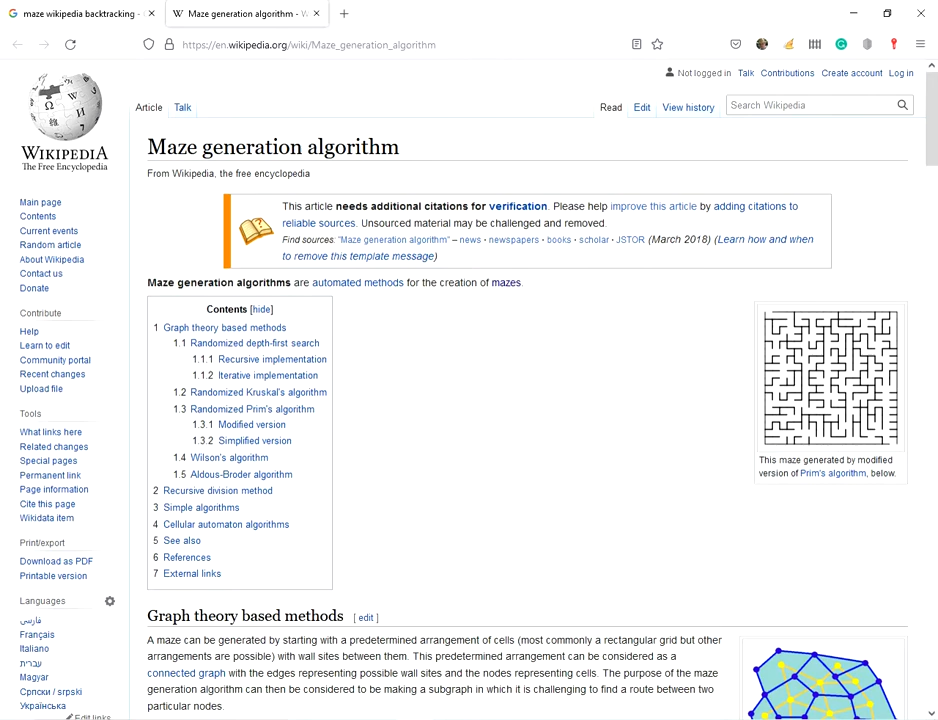 maze wikipedia backtracking -
Maze generation algorithm -
https://en.wikipedia.org/wiki/Maze_generation_algorithm
Not logged in Talk Contributions Create account Log in
Article Talk Read Edit View history Search Wikipedia
WIKIPEDIA
The Free Encyclopedia
Maze generation algorithm
From Wikipedia, the free encyclopedia
This article needs additional citations for verification. Please help improve this article by adding citations to
reliable sources. Unsourced material may be challenged and removed.
Find sources: "Maze generation algorithm" – news · newspapers · books · scholar · JSTOR (March 2018) (Learn how and when
to remove this template message)
Maze generation algorithms are automated methods for the creation of mazes.
Main page
Contents
Current events
Random article
About Wikipedia
Contact us
Donate
Contribute
Help
Learn to edit
Community portal
Recent changes
Upload file
Tools
What links here
Related changes
Special pages
Permanent link
Page information
Cite this page
Wikidata item
Print/export
Download as PDF
Printable version
Languages
فارسی
Français
Italiano
עברית
Magyar
Српски / srpski
Українська
Edit links
Contents [hide]
1 Graph theory based methods
1.1 Randomized depth-first search
1.1.1 Recursive implementation
1.1.2 Iterative implementation
1.2 Randomized Kruskal's algorithm
1.3 Randomized Prim's algorithm
1.3.1 Modified version
1.3.2 Simplified version
1.4 Wilson's algorithm
1.5 Aldous-Broder algorithm
2 Recursive division method
3 Simple algorithms
4 Cellular automaton algorithms
5 See also
6 References
7 External links
This maze generated by modified
version of Prim's algorithm, below.
Graph theory based methods [ edit ]
A maze can be generated by starting with a predetermined arrangement of cells (most commonly a rectangular grid but other
arrangements are possible) with wall sites between them. This predetermined arrangement can be considered as a
connected graph with the edges representing possible wall sites and the nodes representing cells. The purpose of the maze
generation algorithm can then be considered to be making a subgraph in which it is challenging to find a route between two
particular nodes.